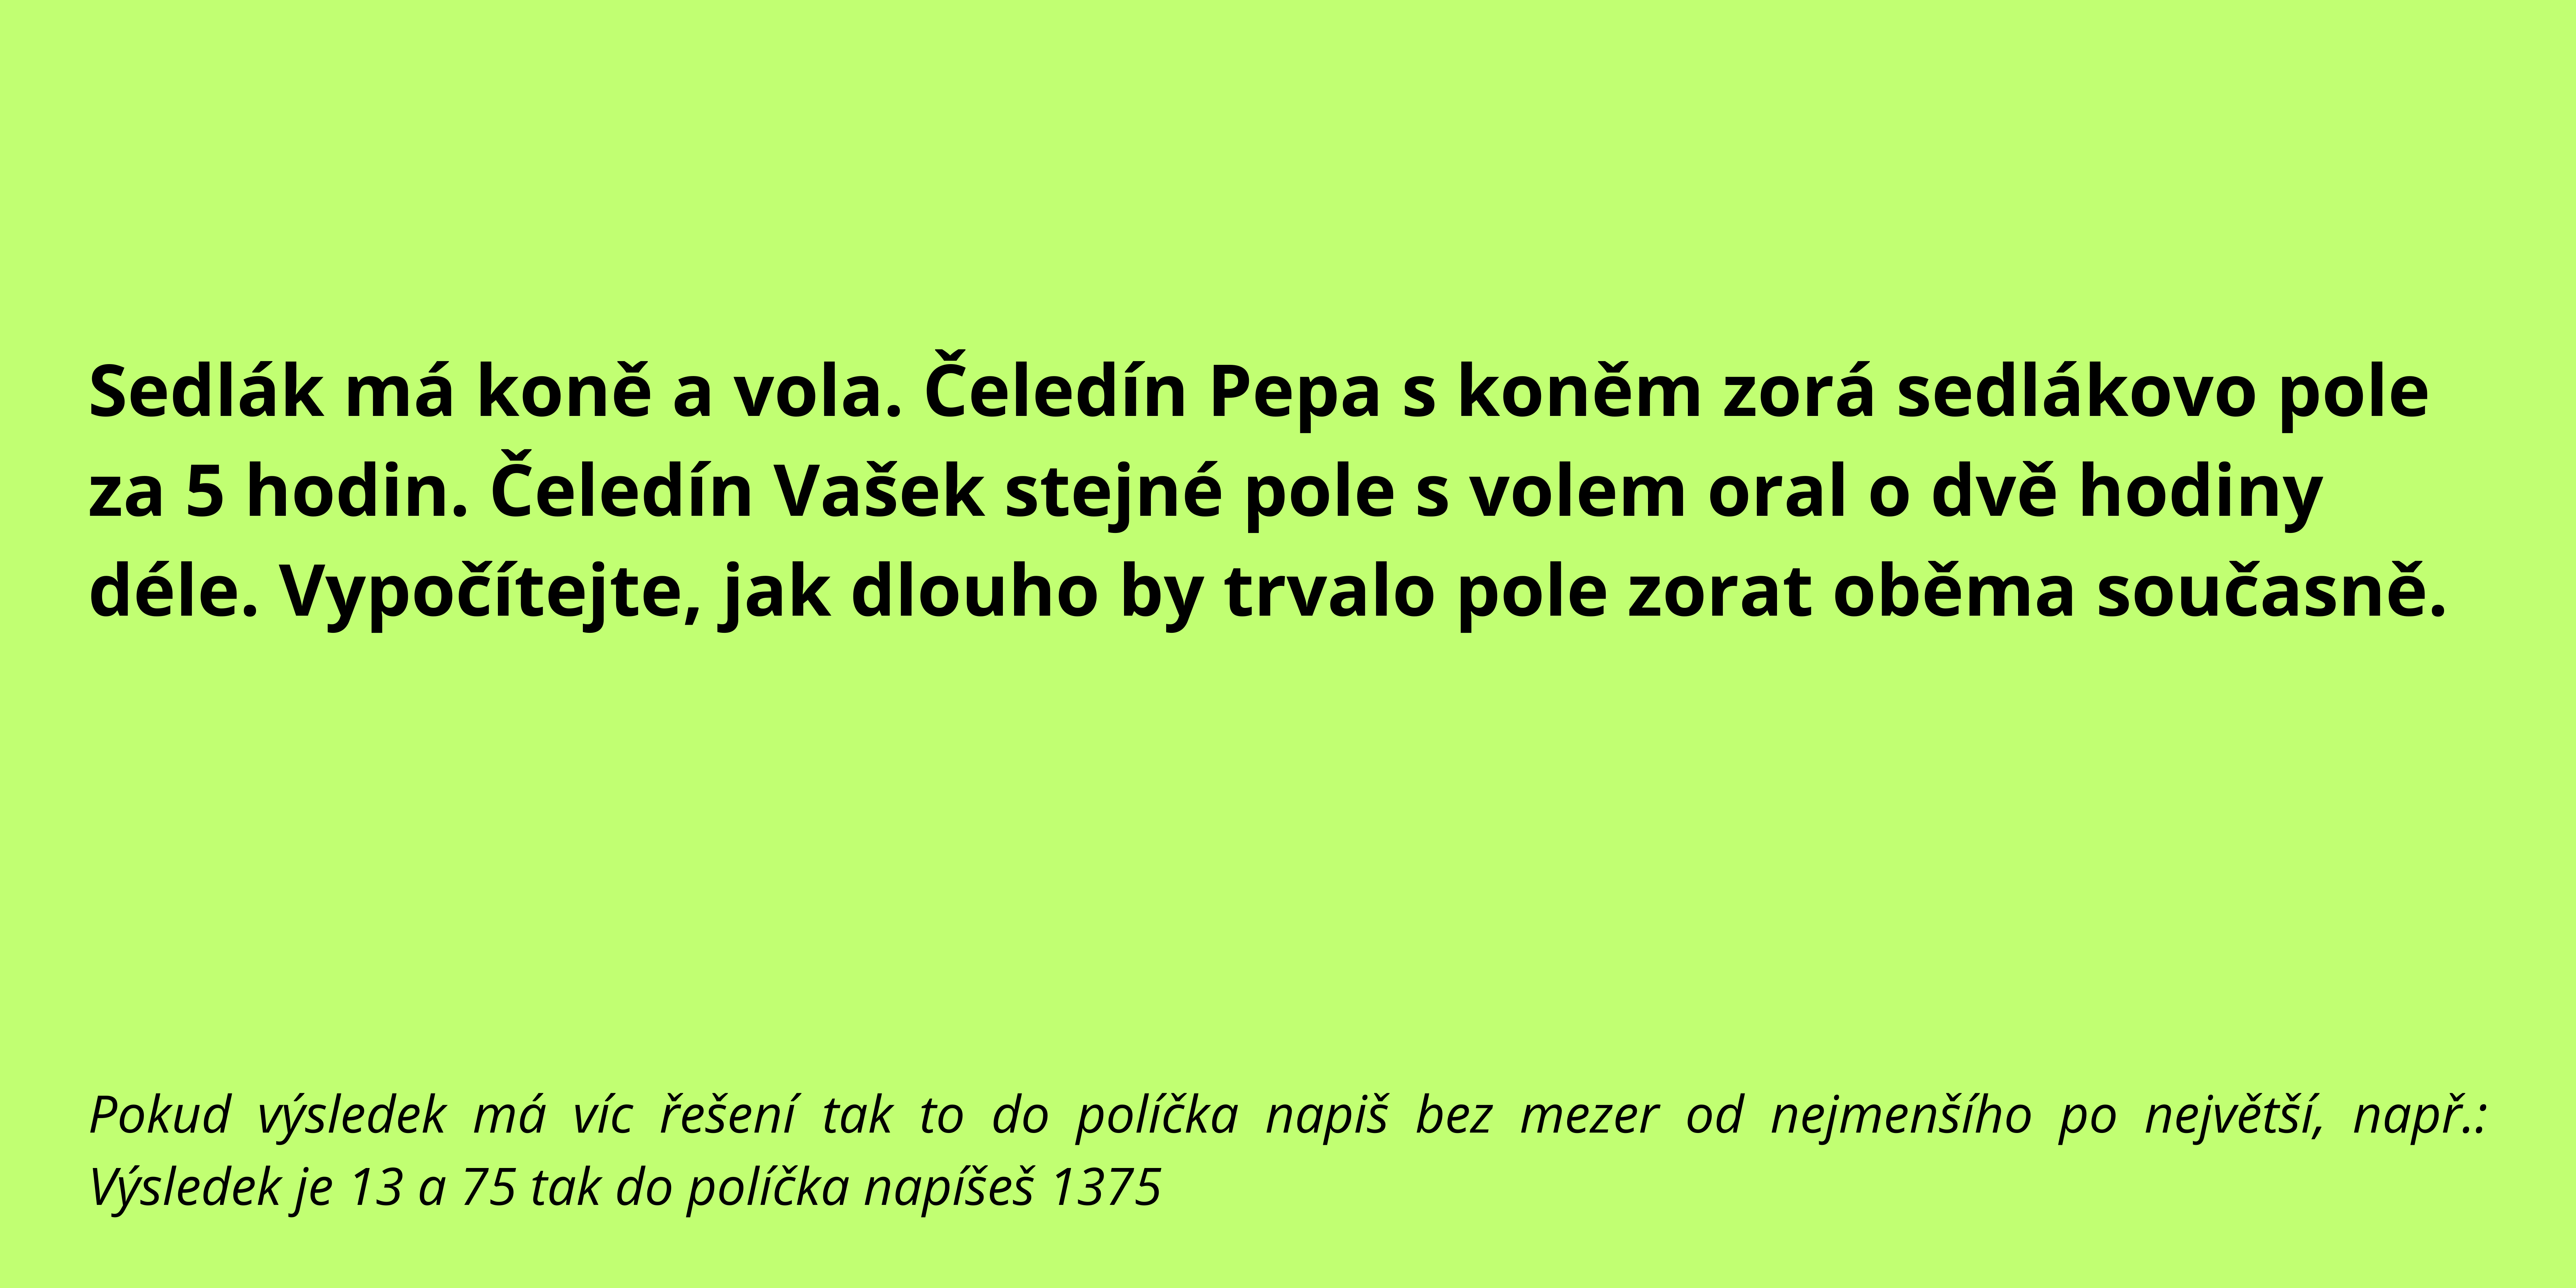 Sedlák má koně a vola. Čeledín Pepa s koněm zorá sedlákovo pole
za 5 hodin. Čeledín Vašek stejné pole s volem oral o dvě hodiny
déle. Vypočítejte, jak dlouho by trvalo pole zorat oběma současně.
Pokud výsledek má víc řešení tak to do políčka napiš bez mezer od nejmenšího po největší, např.:
Výsledek je 13 a 75 tak do políčka napíšeš 1375